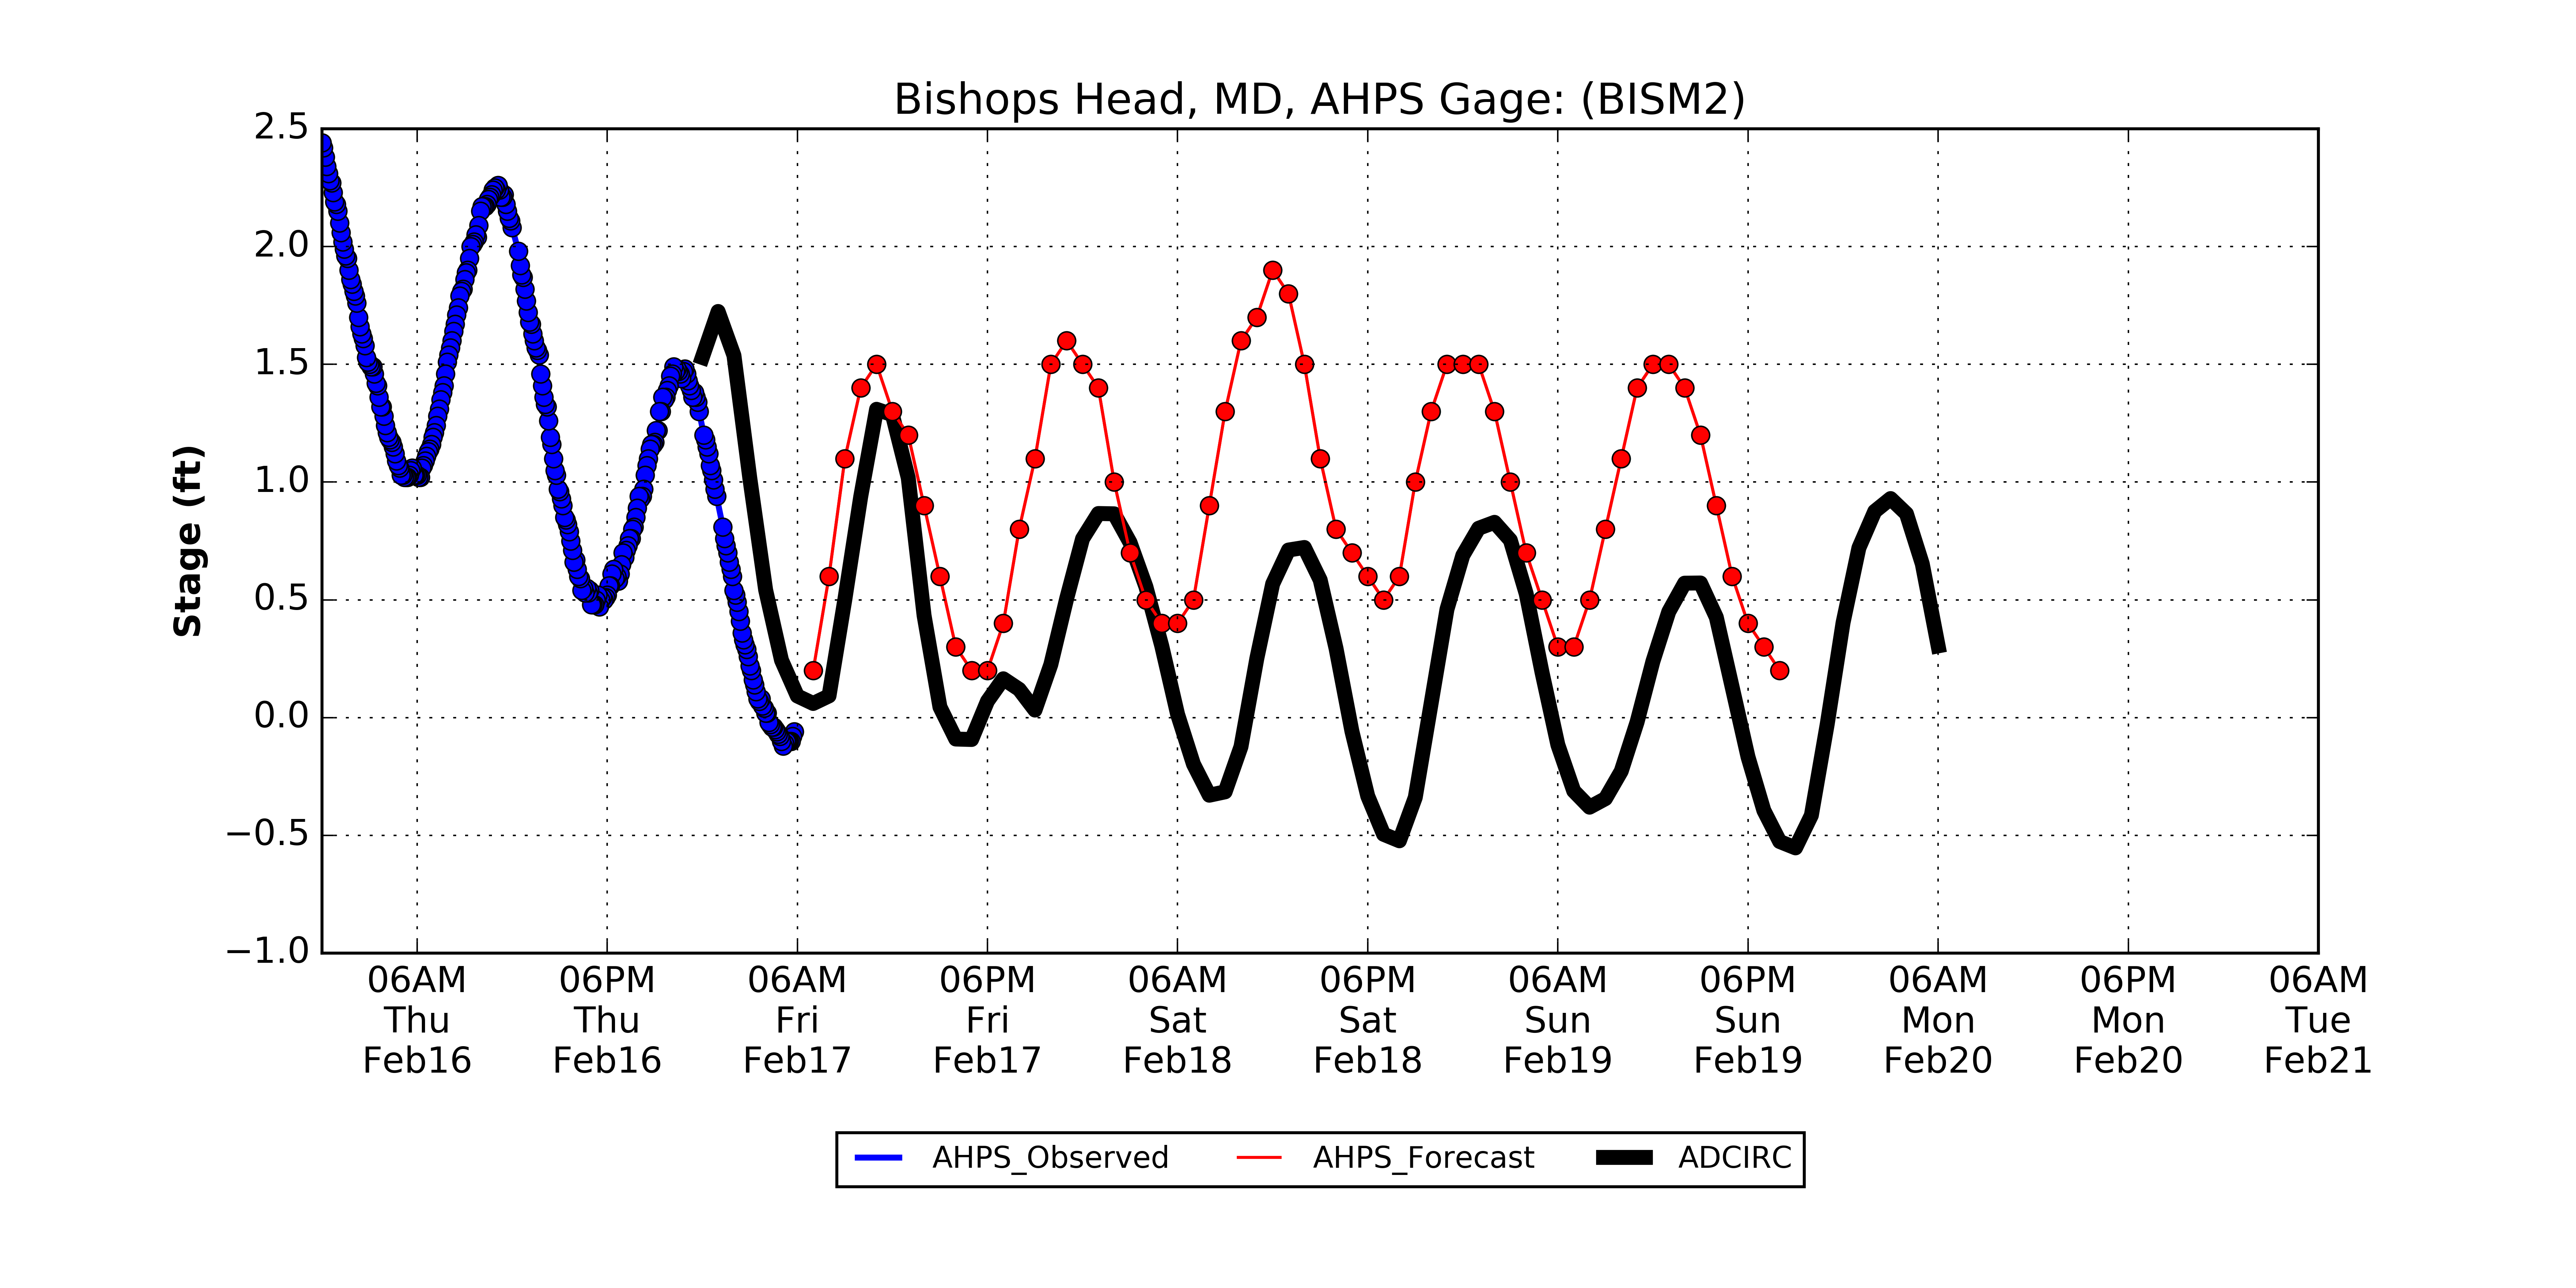 Bishops Head, MD, AHPS Gage: (BISM2)
2.5
2.0
1.5
1.0
0.5
0.0
−0.5
−1.0
Stage (ft)
06AM 06PM 06AM 06PM 06AM 06PM 06AM 06PM 06AM 06PM 06AM
Thu Thu Fri Fri Sat Sat Sun Sun Mon Mon Tue
Feb16 Feb16 Feb17 Feb17 Feb18 Feb18 Feb19 Feb19 Feb20 Feb20 Feb21
AHPS_Observed AHPS_Forecast ADCIRC